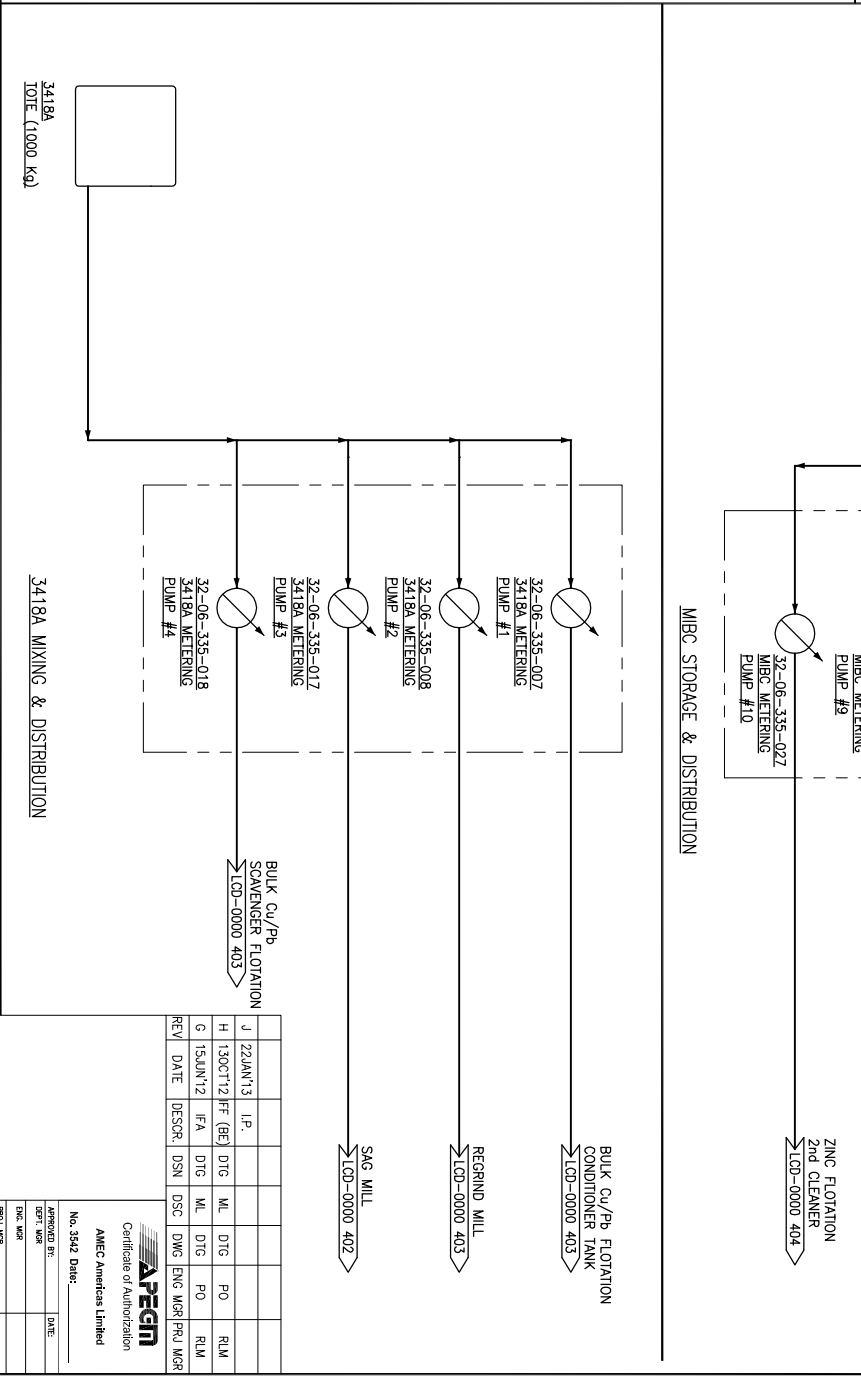 MIBC METERING
PUMP #9
32-06-335-027
MIBC METERING
PUMP #10
ZINC FLOTATION
2nd CLEANER
LCD-0000 404
MIBC STORAGE & DISTRIBUTION
3418A
TOTE (1000 Kg)
32-06-335-007
3418A METERING
PUMP #1
BULK Cu/Pb FLOTATION
CONDITIONER TANK
LCD-0000 403
32-06-335-008
3418A METERING
PUMP #2
REGRIND MILL
LCD-0000 403
32-06-335-017
3418A METERING
PUMP #3
SAG MILL
LCD-0000 402
32-06-335-018
3418A METERING
PUMP #4
BULK Cu/Pb
SCAVENGER FLOTATION
LCD-0000 403
3418A MIXING & DISTRIBUTION
J 22JAN'13 I.P.
H 13OCT'12 IFF (BE) DTG ML DTG PO RLM
G 15JUN'12 IFA DTG ML DTG PO RLM
REV DATE DESCR. DSN DSC DWG ENG MGR PRJ MGR
APEGM
Certificate of Authorization
AMEC Americas Limited
No. 3542 Date:
APPROVED BY: DATE:
DEPT. MGR
ENG. MGR